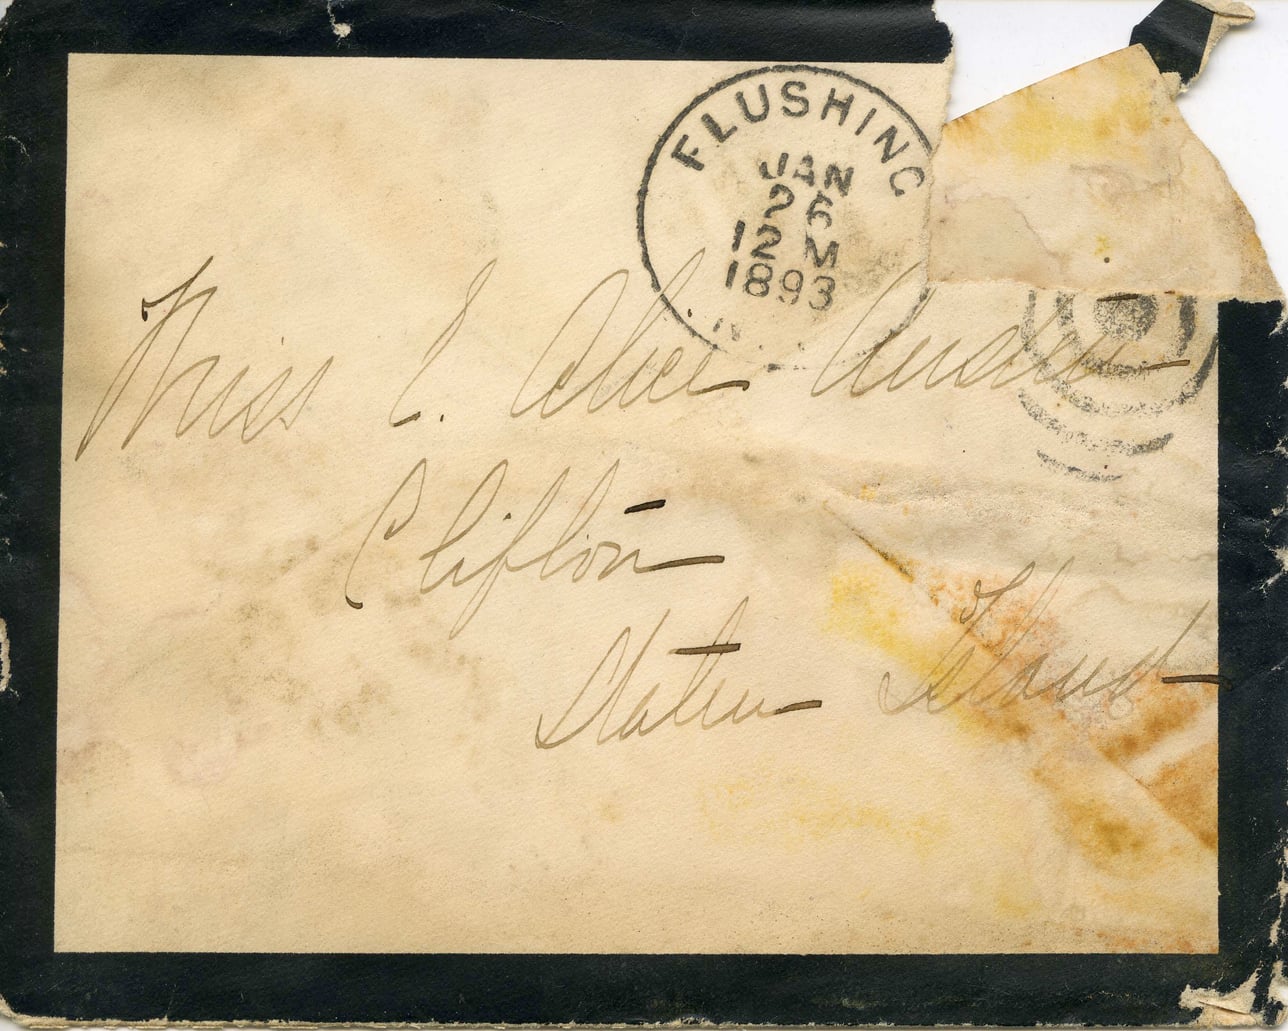 FLUSHING
JAN
26
12 M
1893
Miss E. Alice Austen
Clifton
Staten Island